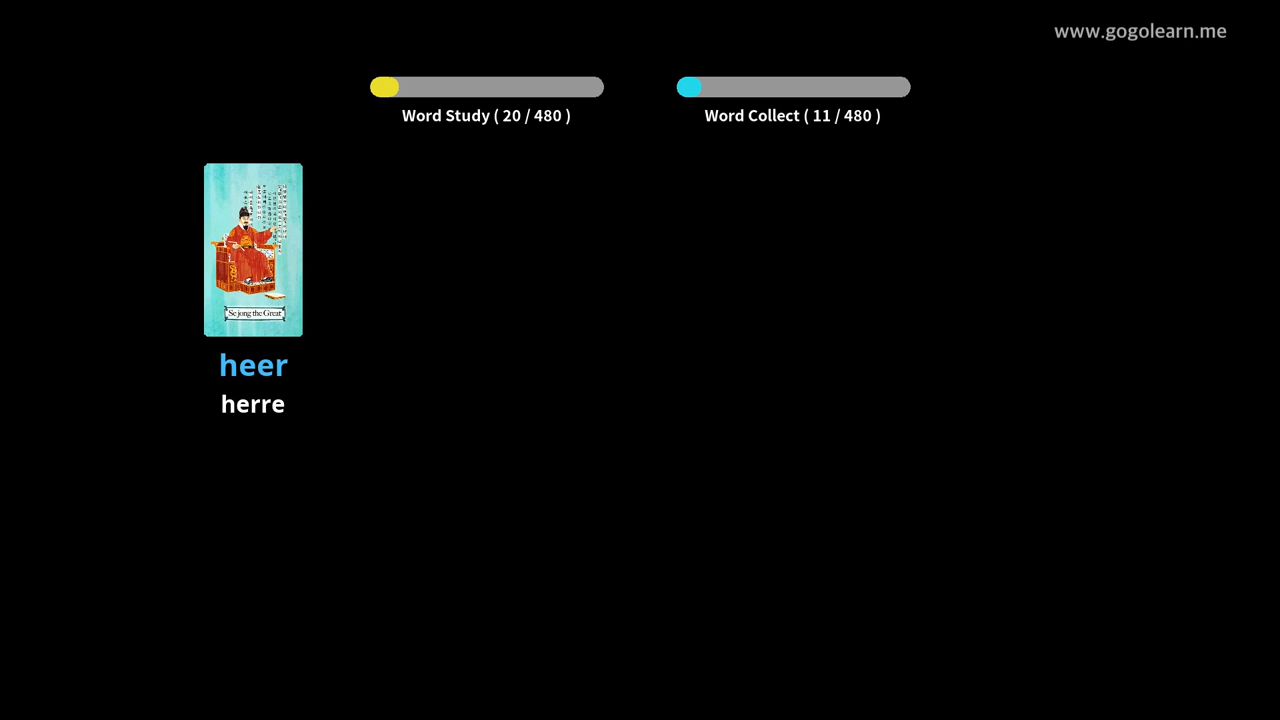 www.gogolearn.me
Word Study ( 20 / 480 )
Word Collect ( 11 / 480 )
Se jong the Great
heer
herre